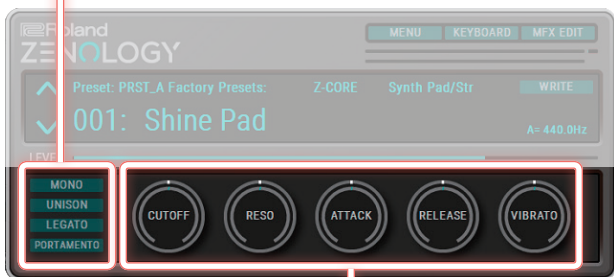 Roland
ZENOLOGY
MENU KEYBOARD MFX EDIT
Preset: PRST_A Factory Presets: Z-CORE Synth Pad/Str WRITE
001: Shine Pad
A= 440.0Hz
LEVEL
MONO
UNISON
LEGATO
PORTAMENTO
CUTOFF RESO ATTACK RELEASE VIBRATO